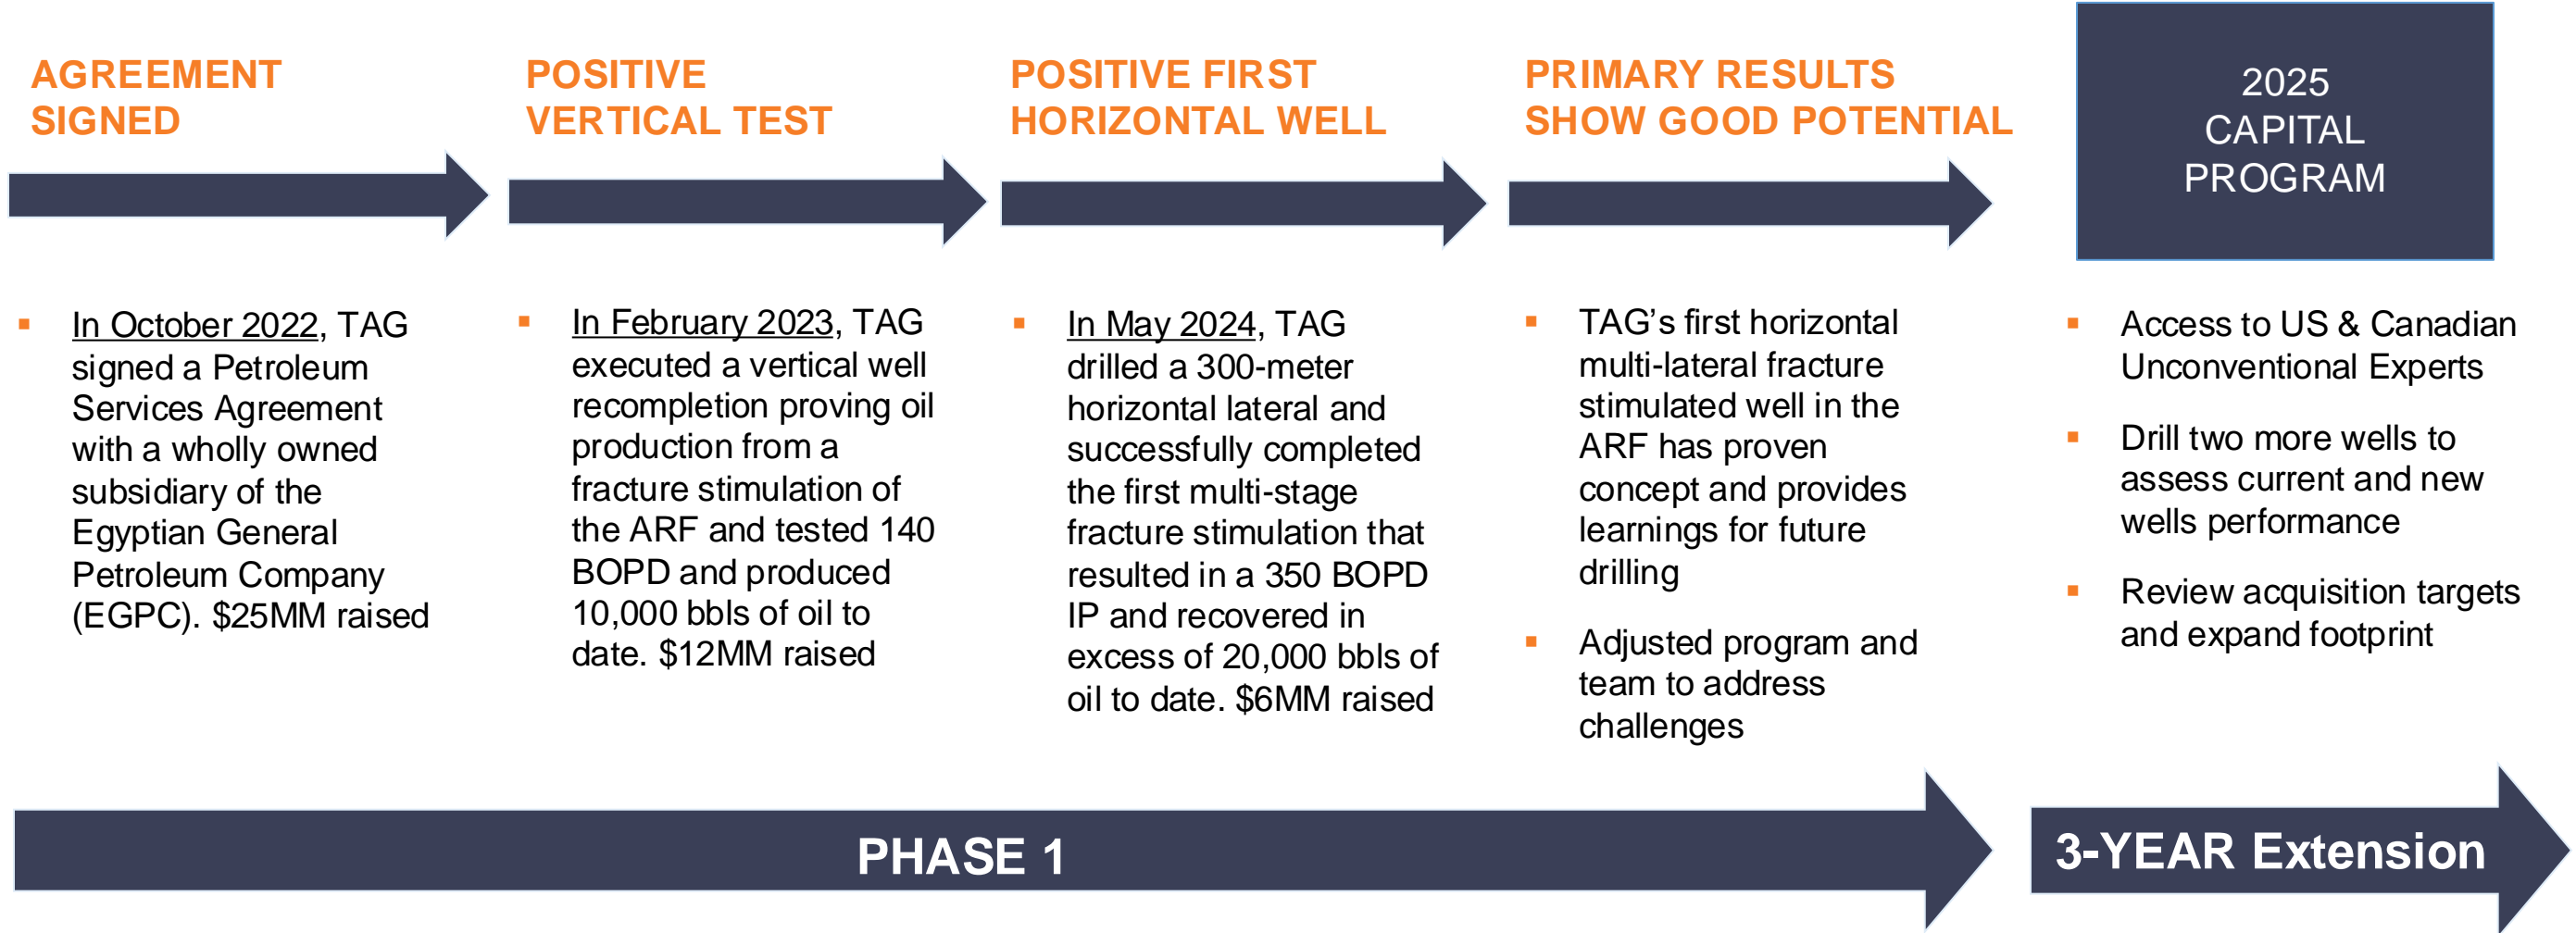 AGREEMENT
SIGNED
▪ In October 2022, TAG
signed a Petroleum
Services Agreement
with a wholly owned
subsidiary of the
Egyptian General
Petroleum Company
(EGPC). $25MM raised
POSITIVE
VERTICAL TEST
▪ In February 2023, TAG
executed a vertical well
recompletion proving oil
production from a
fracture stimulation of
the ARF and tested 140
BOPD and produced
10,000 bbls of oil to
date. $12MM raised
POSITIVE FIRST
HORIZONTAL WELL
▪ In May 2024, TAG
drilled a 300-meter
horizontal lateral and
successfully completed
the first multi-stage
fracture stimulation that
resulted in a 350 BOPD
IP and recovered in
excess of 20,000 bbls of
oil to date. $6MM raised
PRIMARY RESULTS
SHOW GOOD POTENTIAL
▪ TAG’s first horizontal
multi-lateral fracture
stimulated well in the
ARF has proven
concept and provides
learnings for future
drilling
▪ Adjusted program and
team to address
challenges
2025
CAPITAL
PROGRAM
▪ Access to US & Canadian
Unconventional Experts
▪ Drill two more wells to
assess current and new
wells performance
▪ Review acquisition targets
and expand footprint
PHASE 1
3-YEAR Extension